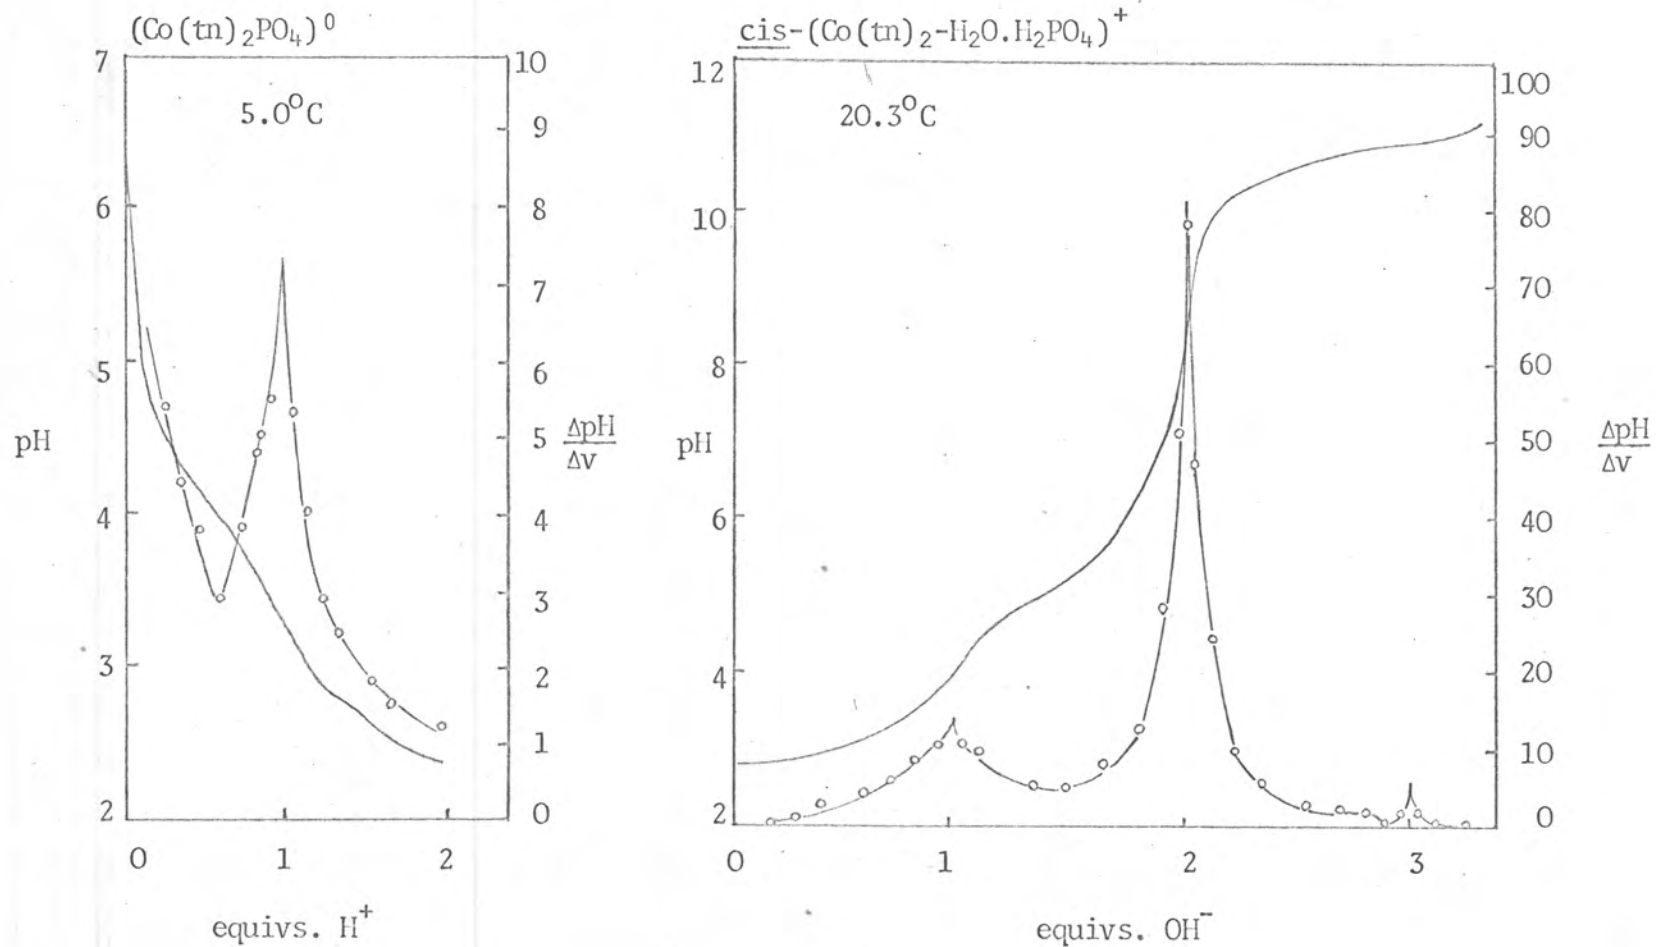 (Co(tn)₂PO₄)⁰
5.0°C
7
6
5
4
3
2
pH
10
9
8
7
6
5
4
3
2
1
0
ΔpH
Δv
0 1 2
equivs. H⁺
cis-(Co(tn)₂-H₂O.H₂PO₄)⁺
20.3°C
12
10
8
6
4
2
pH
100
90
80
70
60
50
40
30
20
10
0
ΔpH
Δv
0 1 2 3
equivs. OH⁻